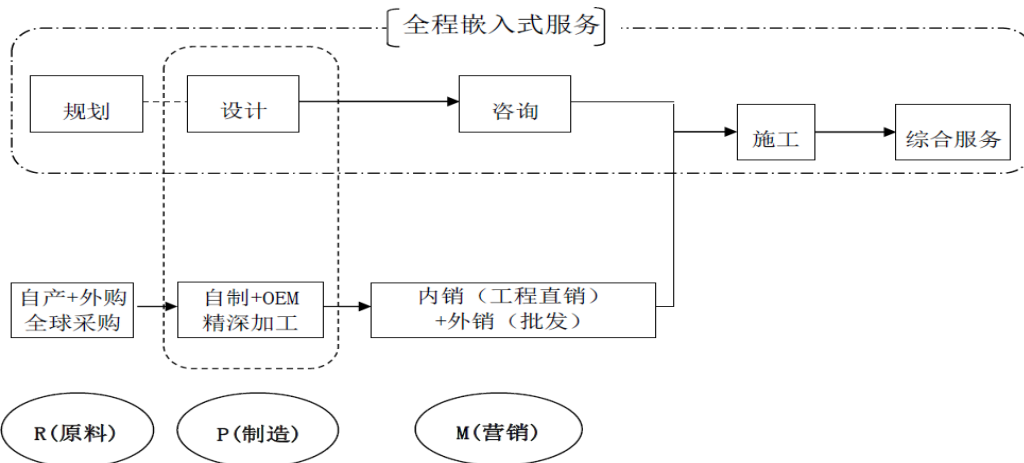 全程嵌入式服务
规划
设计
咨询
施工
综合服务
自产+外购
全球采购
自制+OEM
精深加工
内销（工程直销）
+外销（批发）
R(原料)
P(制造)
M(营销)